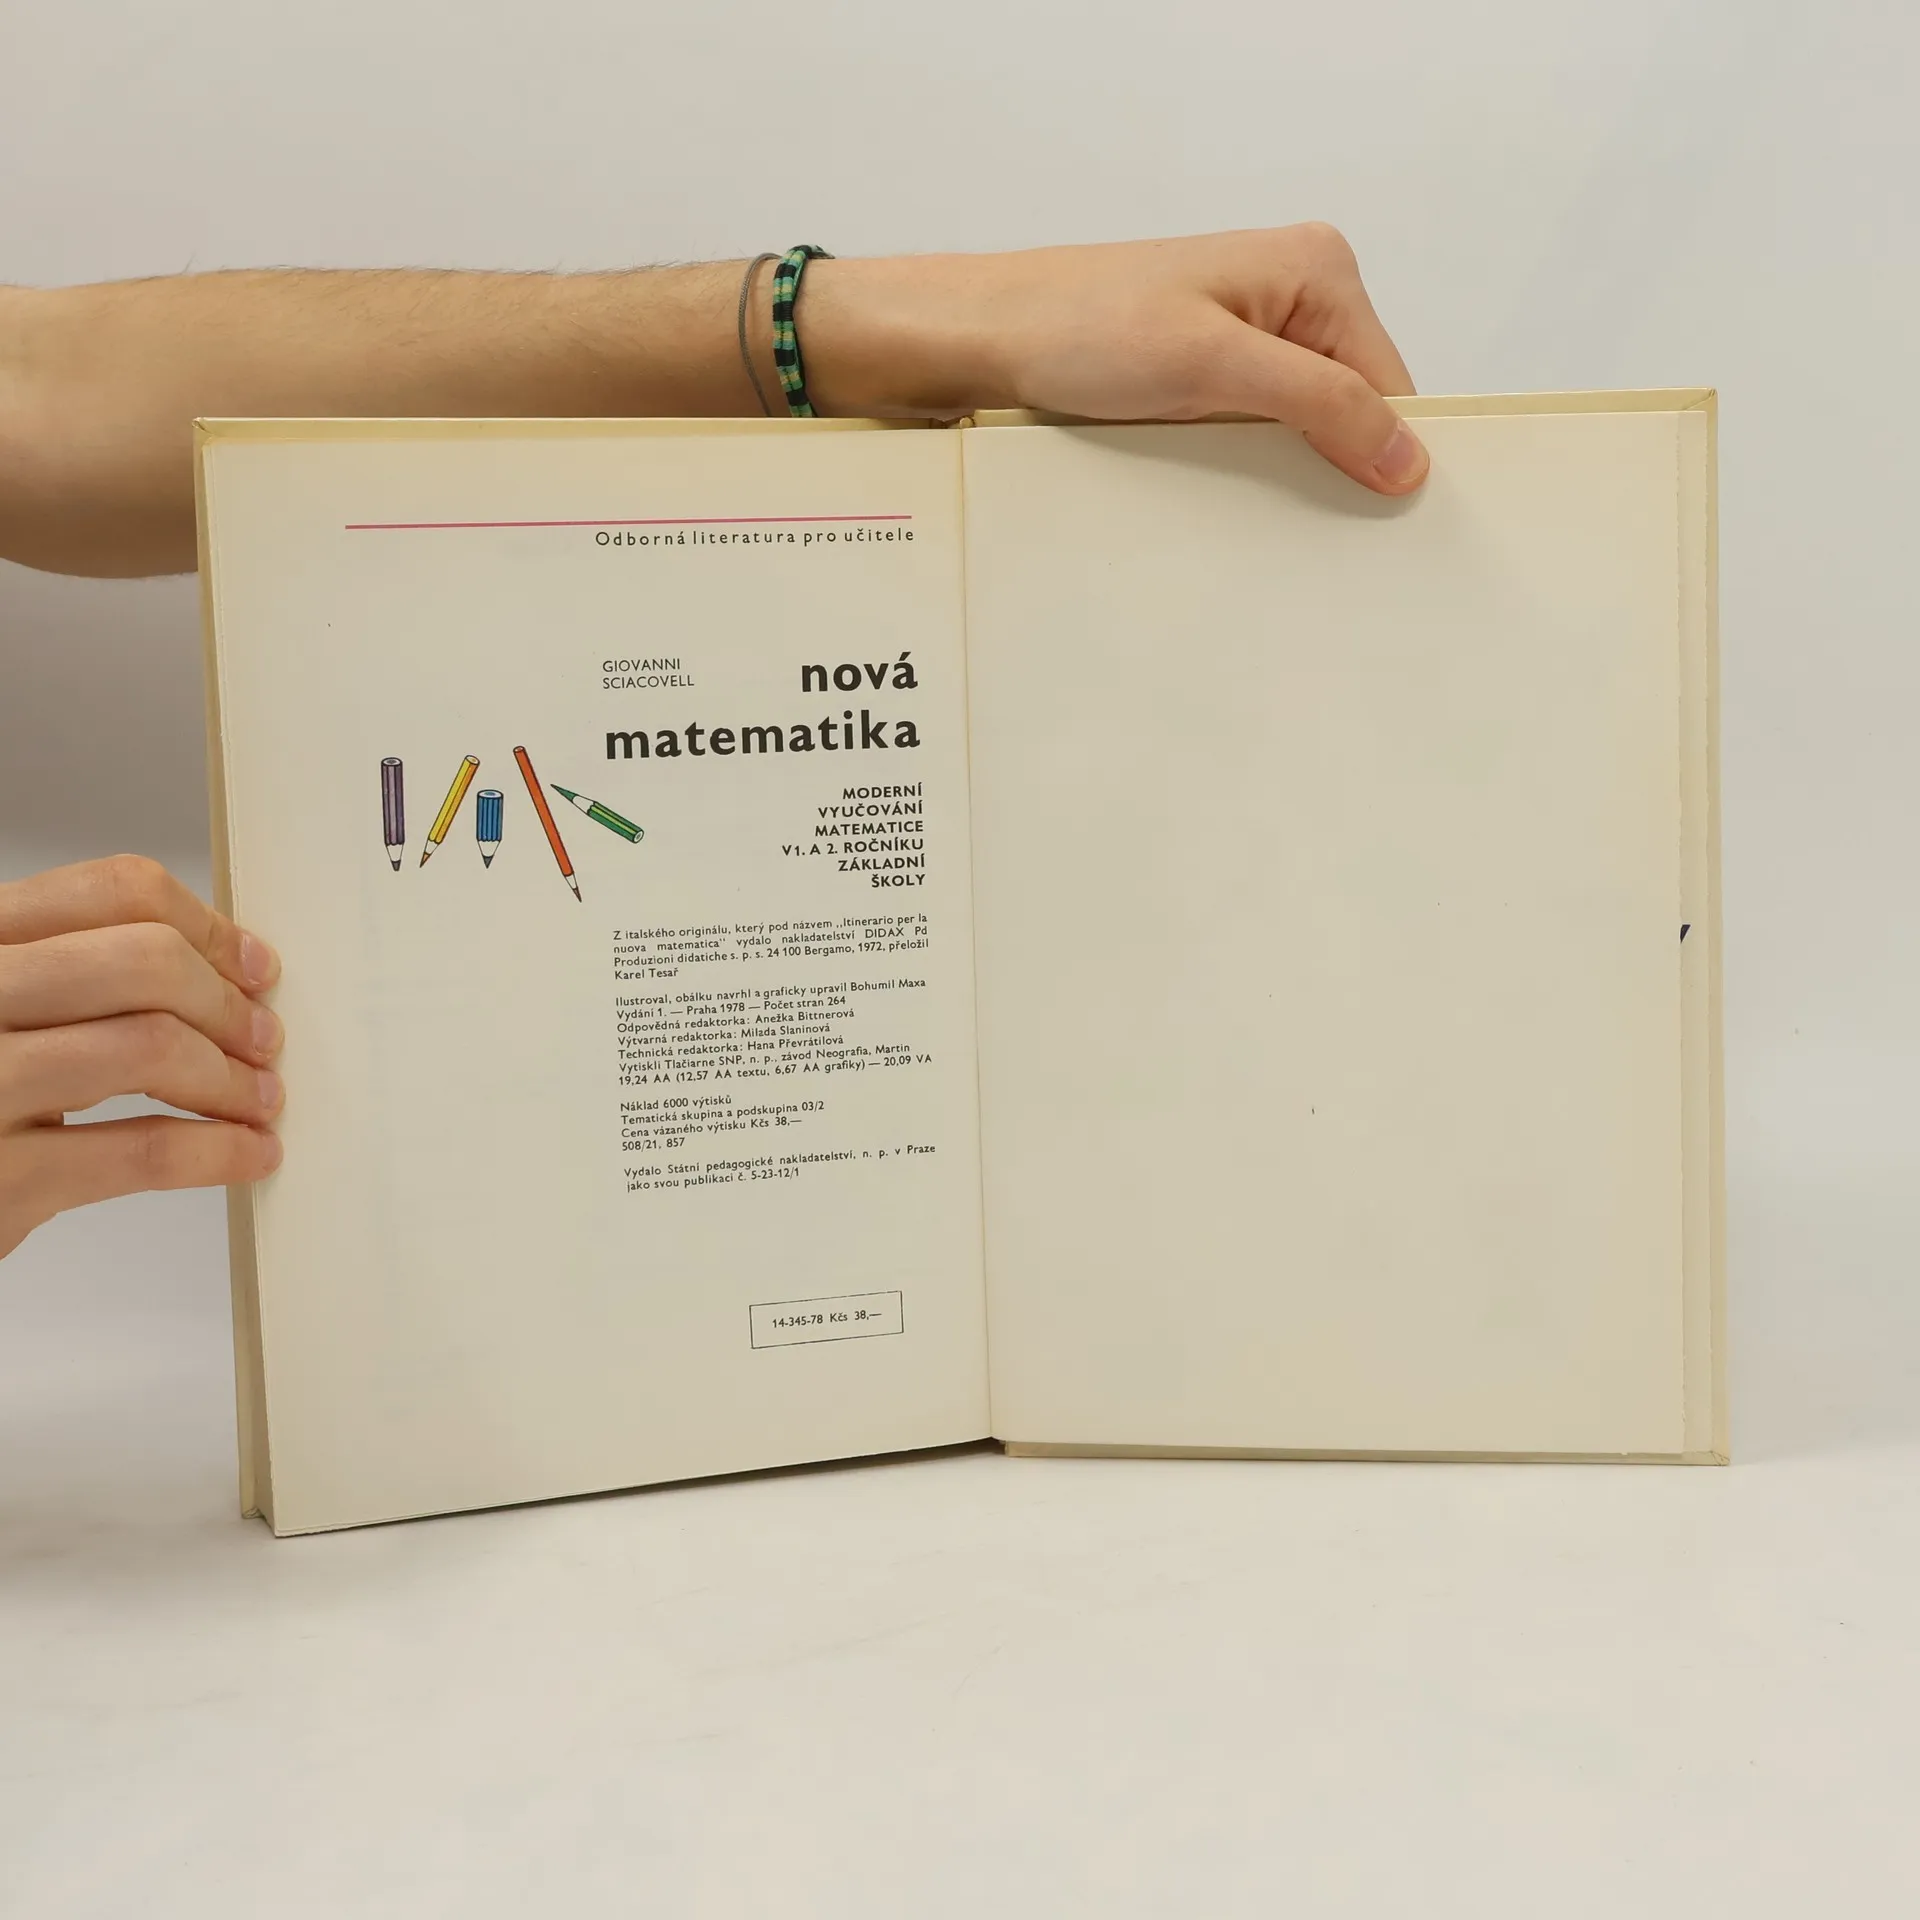 Odborná literatura pro učitele
GIOVANNI
SCIACOVELL
nová
matematika
MODERNÍ
VYUČOVÁNÍ
MATEMATICE
V 1. A 2. ROČNÍKU
ZÁKLADNÍ
ŠKOLY
Z italského originálu, který pod názvem ,,Itinerario per la
nuova matematica'' vydalo nakladatelství DIDAX Pd
Produzioni didatiche s. p. s. 24 100 Bergamo, 1972, přeložil
Karel Tesař
Ilustroval, obálku navrhl a graficky upravil Bohumil Maxa
Vydání 1. — Praha 1978 — Počet stran 264
Odpovědná redaktorka: Anežka Bittnerová
Výtvarná redaktorka: Milada Slaninová
Technická redaktorka: Hana Převrátilová
Vytiskli Tlačiarne SNP, n. p., závod Neografia, Martin
19,24 AA (12,57 AA textu, 6,67 AA grafiky) — 20,09 VA
Náklad 6000 výtisků
Tematická skupina a podskupina 03/2
Cena vázaného výtisku Kčs 38,—
508/21, 857
Vydalo Státní pedagogické nakladatelství, n. p. v Praze
jako svou publikaci č. 5-23-12/1
14-345-78 Kčs 38,—